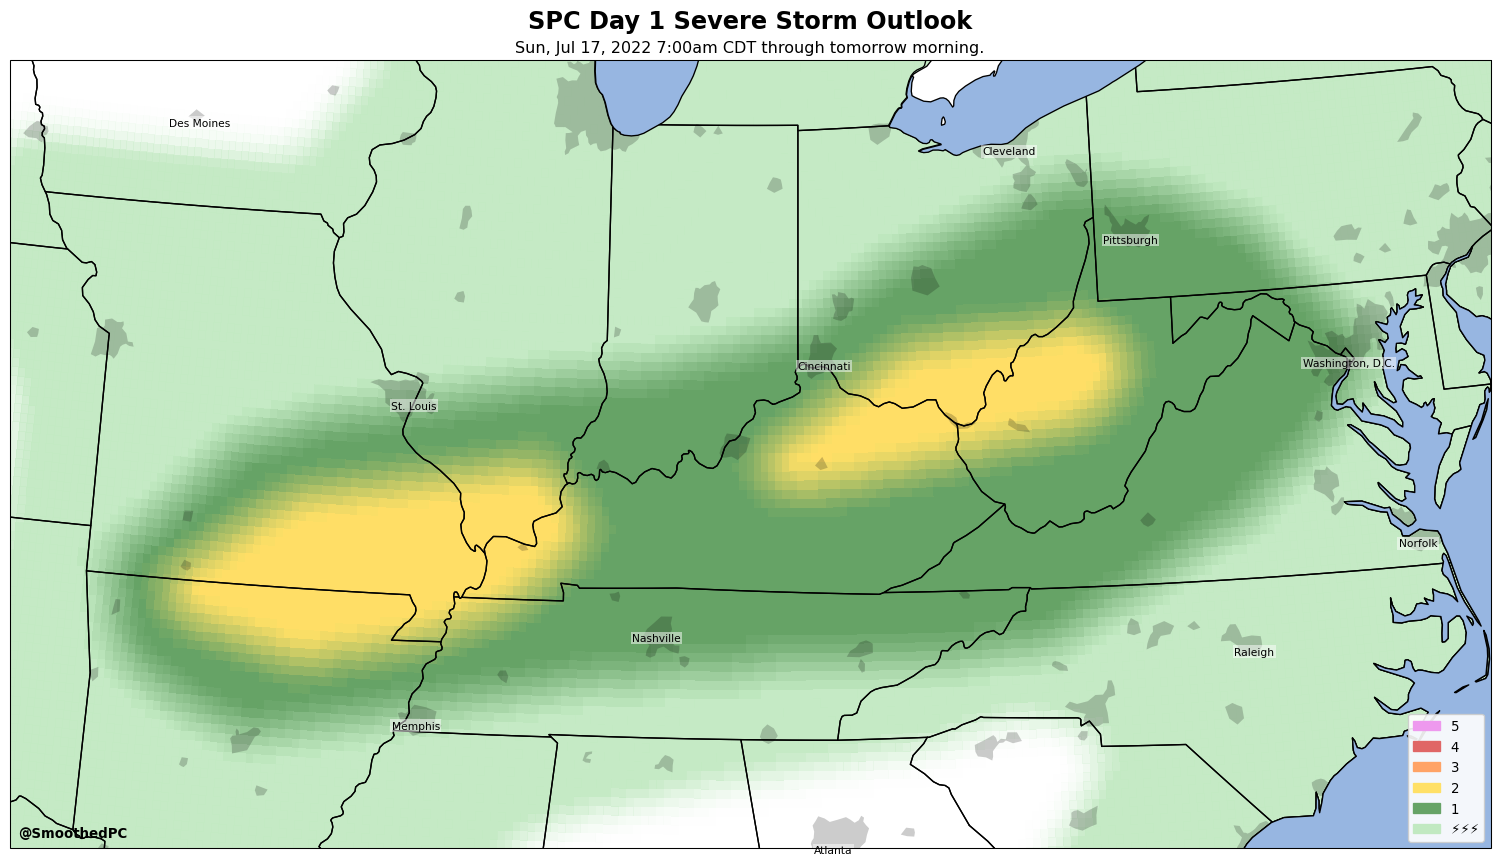 SPC Day 1 Severe Storm Outlook
Sun, Jul 17, 2022 7:00am CDT through tomorrow morning.
Des Moines
Cleveland
Pittsburgh
Cincinnati
Washington, D.C.
St. Louis
Norfolk
Nashville
Raleigh
Memphis
Atlanta
5
4
3
2
1
⚡⚡⚡
@SmoothedPC